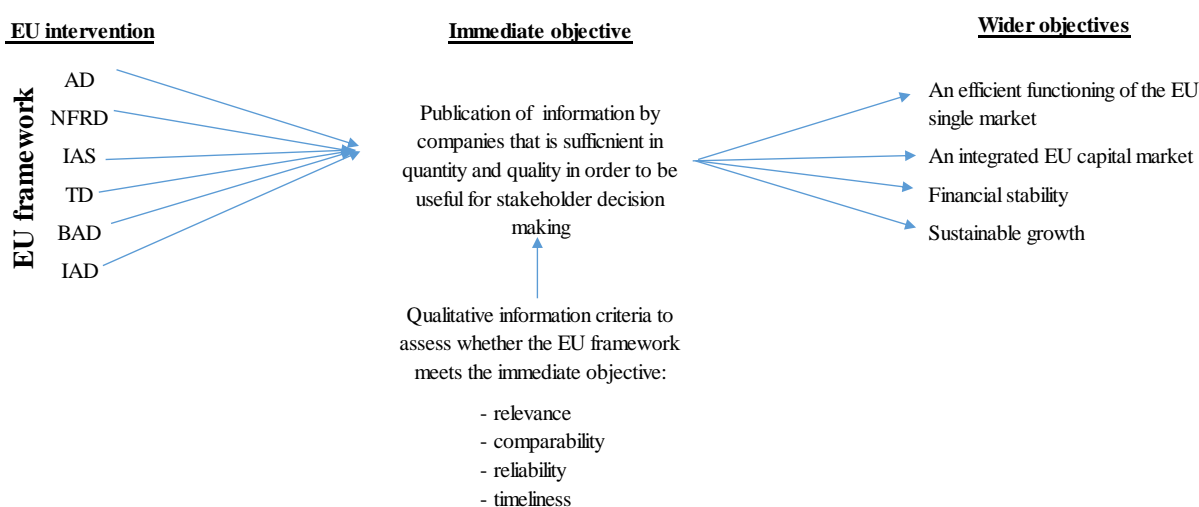 EU intervention
EU framework
AD
NFRD
IAS
TD
BAD
IAD
Immediate objective
Publication of information by
companies that is sufficnient in
quantity and quality in order to be
useful for stakeholder decision
making
Qualitative information criteria to
assess whether the EU framework
meets the immediate objective:
- relevance
- comparability
- reliability
- timeliness
Wider objectives
An efficient functioning of the EU
single market
An integrated EU capital market
Financial stability
Sustainable growth